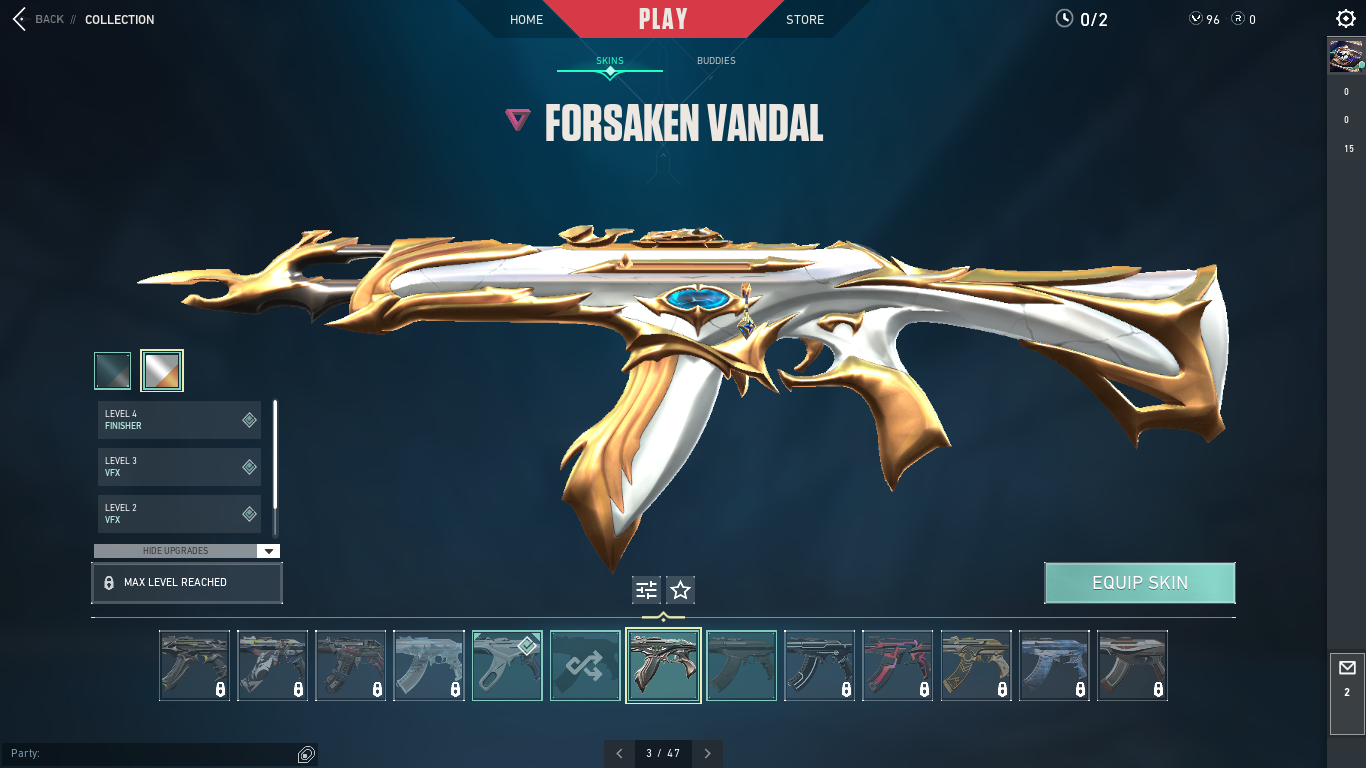 BACK // COLLECTION
HOME
PLAY
STORE
0/2
96
0
SKINS
BUDDIES
FORSAKEN VANDAL
0
0
15
LEVEL 4
FINISHER
LEVEL 3
VFX
LEVEL 2
VFX
HIDE UPGRADES
MAX LEVEL REACHED
EQUIP SKIN
2
Party:
3 / 47